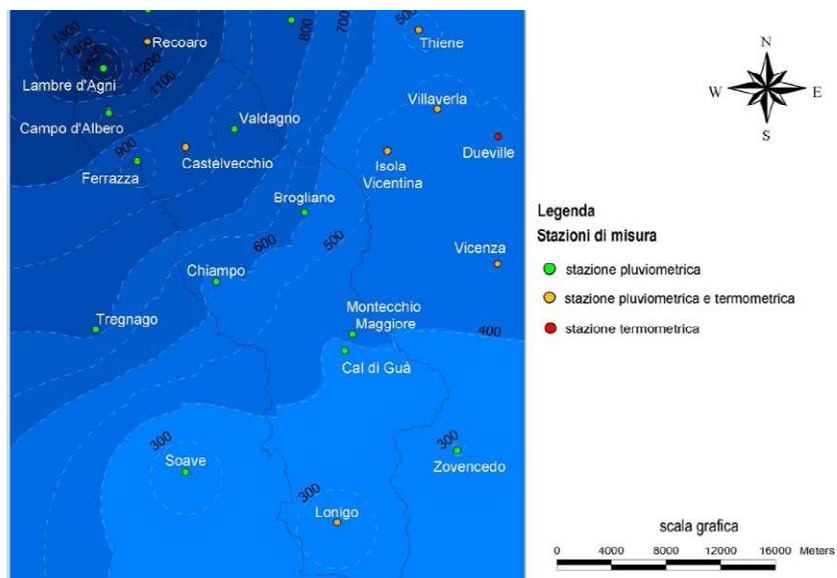 1300
1400
1200
1100
800
700
500
Recoaro
Thiene
Lambre d'Agni
Villaverla
Campo d'Albero
Valdagno
Dueville
900
Castelvecchio
Isola
Vicentina
Ferrazza
Brogliano
600
500
Vicenza
Chiampo
Montecchio
Maggiore
Tregnago
400
Cal di Guà
300
Soave
300
Zovencedo
300
Lonigo
N
W
E
S
Legenda
Stazioni di misura
stazione pluviometrica
stazione pluviometrica e termometrica
stazione termometrica
scala grafica
0 4000 8000 12000 16000 Meters